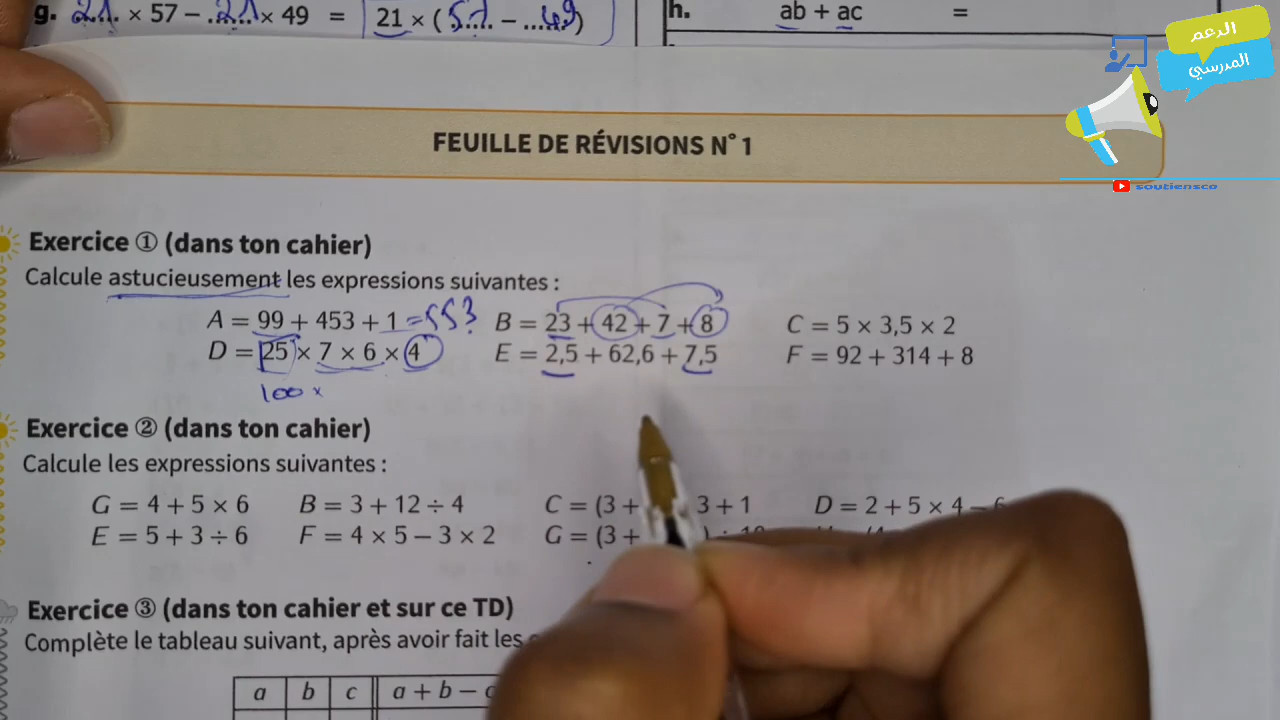 g. 21 × 57 – 21 × 49 = 21 × (57 – 49)
h. ab + ac =
الدعم
المدرسي
soutiensco
FEUILLE DE RÉVISIONS N° 1
Exercice ① (dans ton cahier)
Calcule astucieusement les expressions suivantes :
A = 99 + 453 + 1 = 553 B = 23 + 42 + 7 + 8 C = 5 × 3,5 × 2
D = 25 × 7 × 6 × 4 E = 2,5 + 62,6 + 7,5 F = 92 + 314 + 8
100 ×
Exercice ② (dans ton cahier)
Calcule les expressions suivantes :
G = 4 + 5 × 6 B = 3 + 12 ÷ 4 C = (3 + 3 + 1 D = 2 + 5 × 4 – 6
E = 5 + 3 ÷ 6 F = 4 × 5 – 3 × 2 G = (3 +
Exercice ③ (dans ton cahier et sur ce TD)
Complète le tableau suivant, après avoir fait les
a b c a + b – c